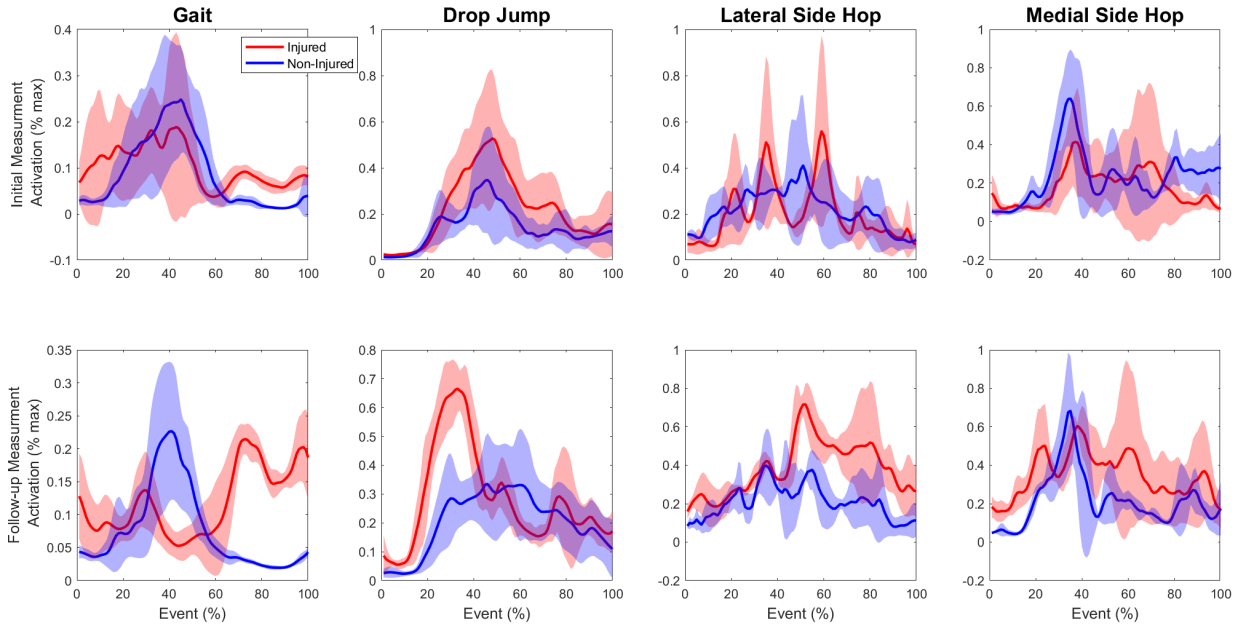 Gait
Drop Jump
Lateral Side Hop
Medial Side Hop
Initial Measurment
Activation (% max)
0.4
0.3
0.2
0.1
0
-0.1
0 20 40 60 80 100
Injured
Non-Injured
1
0.8
0.6
0.4
0.2
0
0 20 40 60 80 100
1
0.8
0.6
0.4
0.2
0
-0.2
0 20 40 60 80 100
1
0.8
0.6
0.4
0.2
0
-0.2
0 20 40 60 80 100
Follow-up Measurment
Activation (% max)
0.35
0.3
0.25
0.2
0.15
0.1
0.05
0
0 20 40 60 80 100
Event (%)
0.8
0.7
0.6
0.5
0.4
0.3
0.2
0.1
0
0 20 40 60 80 100
Event (%)
1
0.8
0.6
0.4
0.2
0
-0.2
0 20 40 60 80 100
Event (%)
1
0.8
0.6
0.4
0.2
0
-0.2
0 20 40 60 80 100
Event (%)